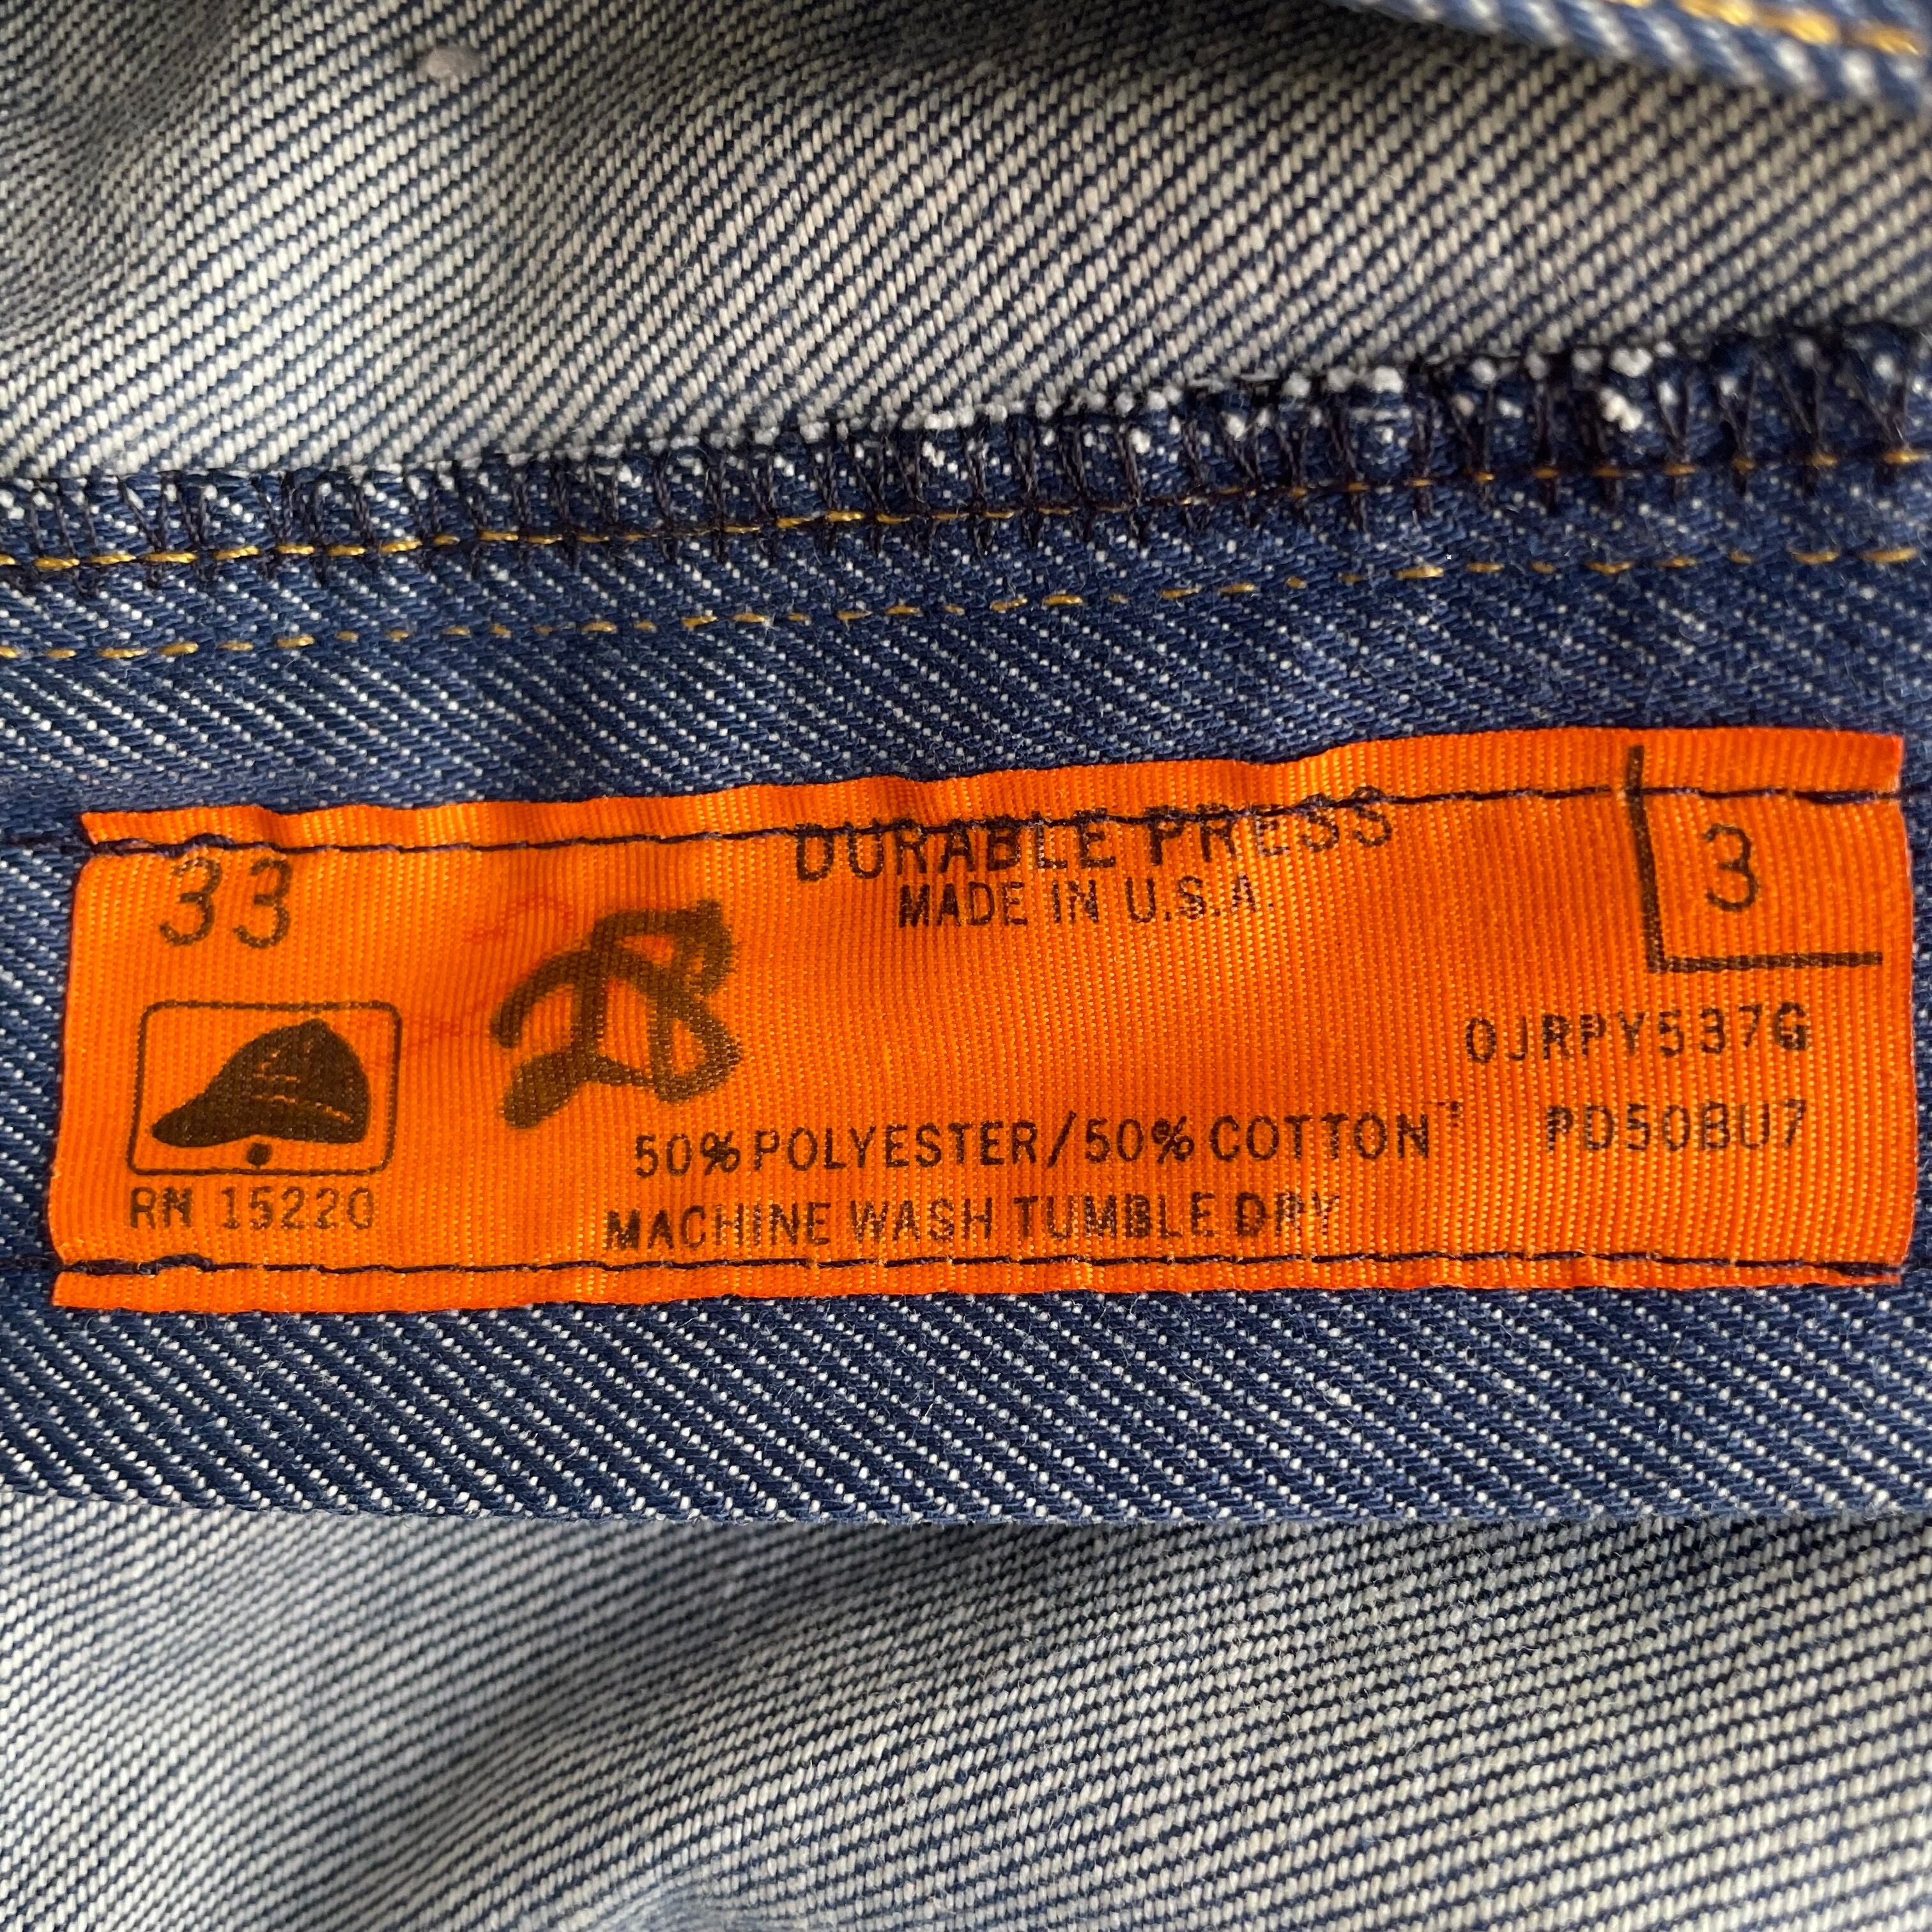 33
DURABLE PRESS
MADE IN U.S.A.
3
B
OJRPY537G
50% POLYESTER/50% COTTON PD50BU7
RN 15220
MACHINE WASH TUMBLE DRY